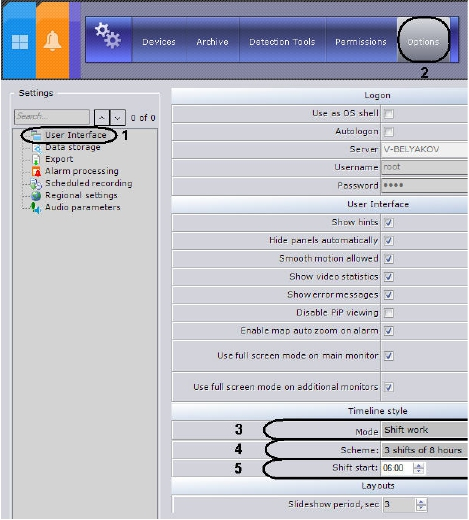 Devices Archive Detection Tools Permissions Options
2
Settings
Search... 0 of 0
User Interface 1
Data storage
Export
Alarm processing
Scheduled recording
Regional settings
Audio parameters
Logon
Use as OS shell
Autologon
Server V-BELYAKOV
Username root
Password ••••
User Interface
Show hints
Hide panels automatically
Smooth motion allowed
Show video statistics
Show error messages
Disable PiP viewing
Enable map auto zoom on alarm
Use full screen mode on main monitor
Use full screen mode on additional monitors
Timeline style
3 Mode Shift work
4 Scheme: 3 shifts of 8 hours
5 Shift start: 06:00
Layouts
Slideshow period, sec 3